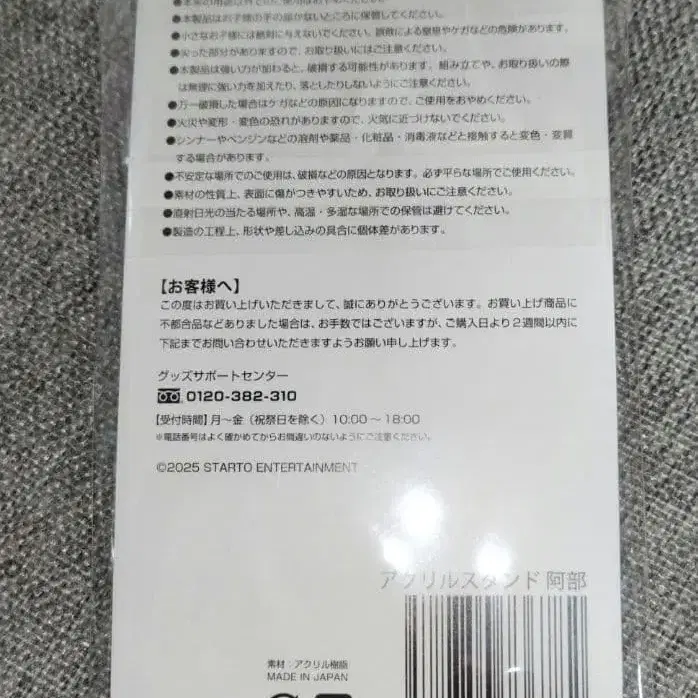 ●本製品はお子様の手の届かないところに保管してください。
●小さなお子様には絶対に与えないでください。誤飲による窒息やケガなどの危険があります。
●尖った部分がありますので、お取り扱いにはご注意ください。
●本製品は強い力が加わると、破損する可能性があります。組み立てや、お取り扱いの際
は無理に強い力を加えたり、落としたりしないようにご注意ください。
●万一破損した場合はケガなどの原因になりますので、ご使用をおやめください。
●火災や変形・変色の恐れがありますので、火気に近づけないでください。
●シンナーやベンジンなどの溶剤や薬品・化粧品・消毒液などと接触すると変色・変質
する場合があります。
●不安定な場所でのご使用は、破損などの原因となります。必ず平らな場所でご使用ください。
●素材の性質上、表面に傷がつきやすいため、お取り扱いにご注意ください。
●直射日光の当たる場所や、高温・多湿な場所での保管は避けてください。
●製造の工程上、形状や差し込みの具合に個体差があります。
【お客様へ】
この度はお買い上げいただきまして、誠にありがとうございます。お買い上げ商品に
不都合品などありました場合は、お手数ではございますが、ご購入日より2週間以内に
下記までお問い合わせいただきますようお願い申し上げます。
グッズサポートセンター
0120-382-310
【受付時間】月～金（祝祭日を除く）10:00～18:00
※電話番号はよく確かめてからお間違いのないようにご注意ください。
©2025 STARTO ENTERTAINMENT
アクリルスタンド 阿部
素材：アクリル樹脂
MADE IN JAPAN